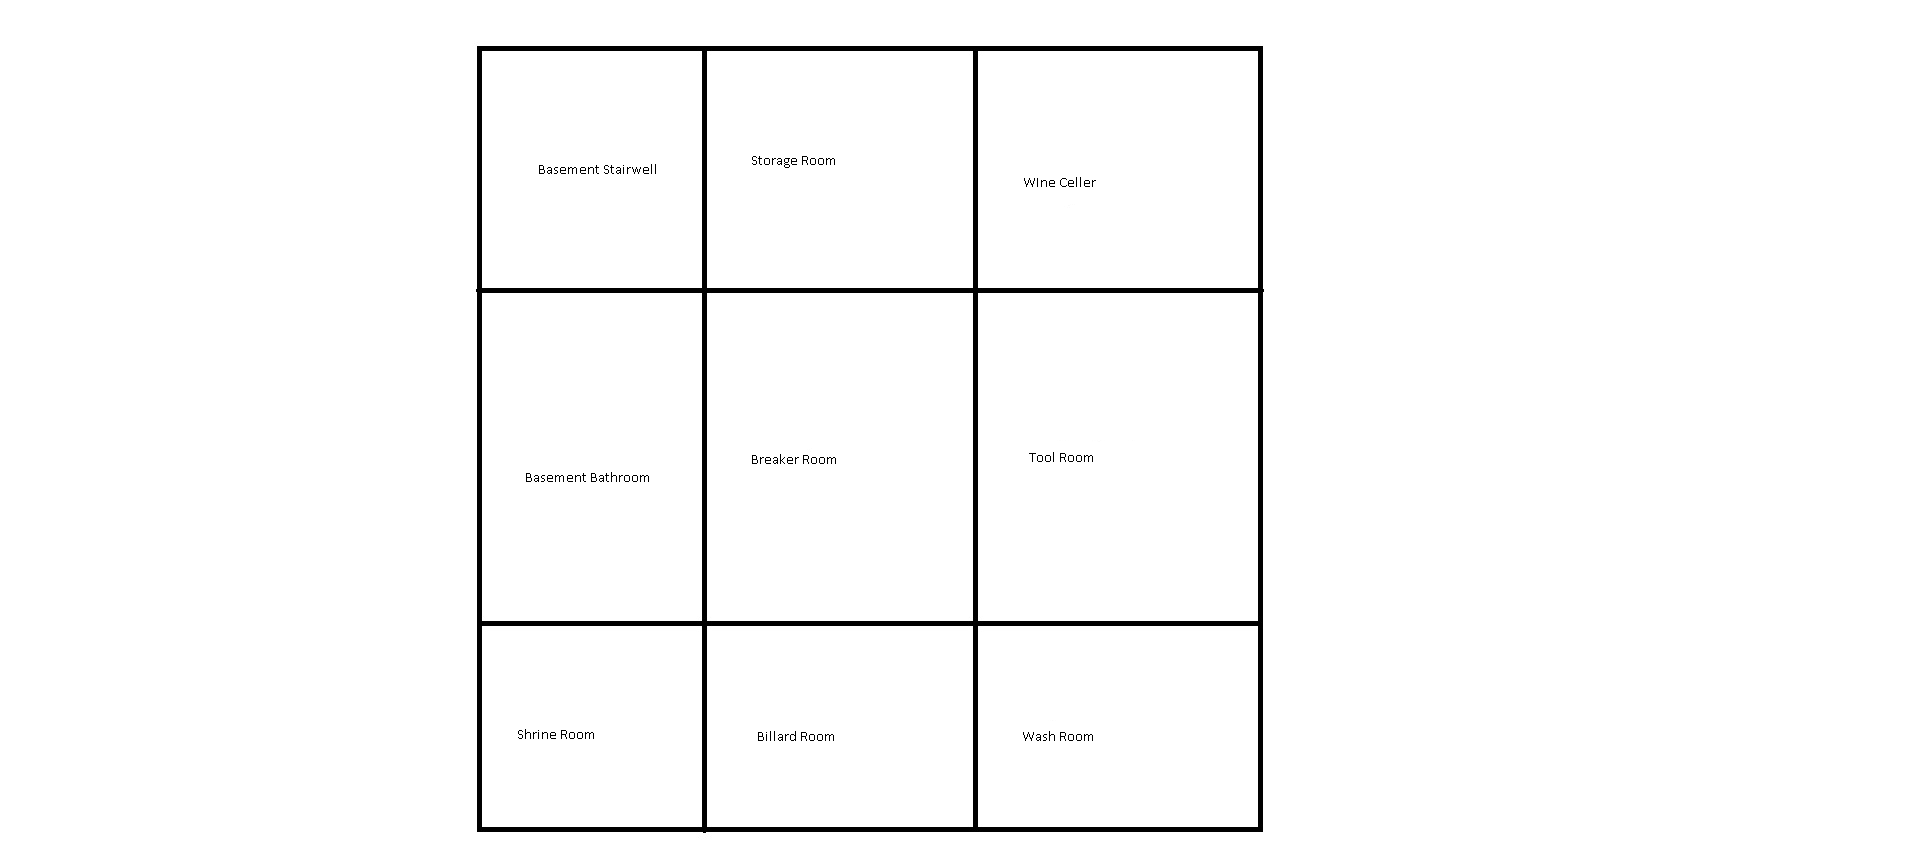 Basement Stairwell
Storage Room
WIne Celler
Basement Bathroom
Breaker Room
Tool Room
Shrine Room
Billard Room
Wash Room